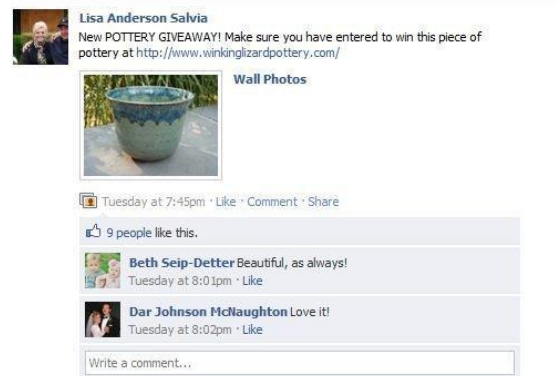 Lisa Anderson Salvia
New POTTERY GIVEAWAY! Make sure you have entered to win this piece of
pottery at http://www.winkinglizardpottery.com/
Wall Photos
Tuesday at 7:45pm · Like · Comment · Share
9 people like this.
Beth Seip-Detter Beautiful, as always!
Tuesday at 8:01pm · Like
Dar Johnson McNaughton Love it!
Tuesday at 8:02pm · Like
Write a comment...